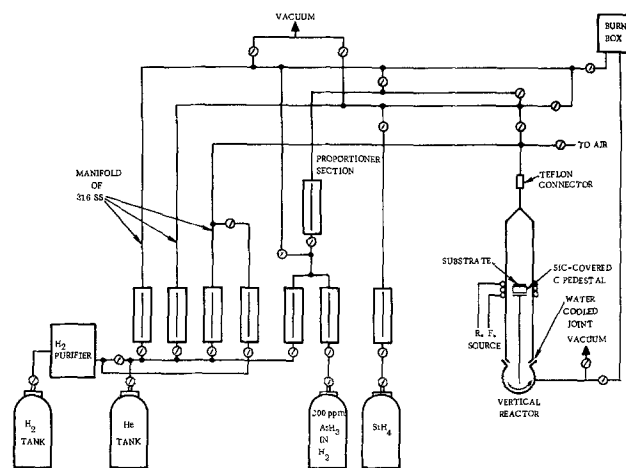 VACUUM
BURN
BOX
TO AIR
PROPORTIONER
SECTION
TEFLON
CONNECTOR
MANIFOLD
OF
316 SS
SUBSTRATE
SIC-COVERED
C PEDESTAL
R. F.
SOURCE
WATER
COOLED
JOINT
VACUUM
H2
PURIFIER
H2
TANK
He
TANK
200 ppm
AsH3
IN
H2
SiH4
VERTICAL
REACTOR